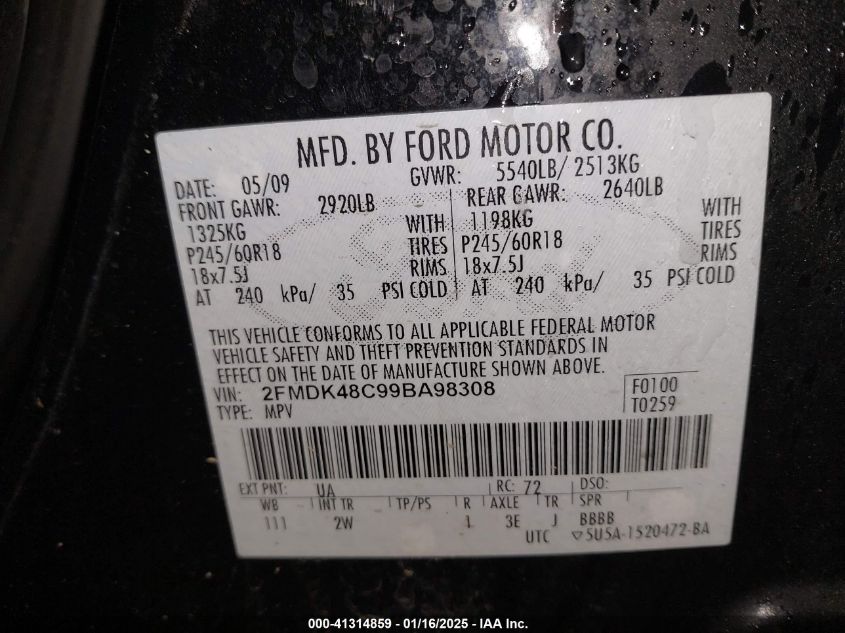 MFD. BY FORD MOTOR CO.
DATE: 05/09 GVWR: 5540LB/ 2513KG
FRONT GAWR: 2920LB REAR GAWR: 2640LB
1325KG WITH 1198KG WITH
P245/60R18 TIRES P245/60R18 TIRES
18x7.5J RIMS 18x7.5J RIMS
AT 240 kPa/ 35 PSI COLD AT 240 kPa/ 35 PSI COLD
THIS VEHICLE CONFORMS TO ALL APPLICABLE FEDERAL MOTOR
VEHICLE SAFETY AND THEFT PREVENTION STANDARDS IN
EFFECT ON THE DATE OF MANUFACTURE SHOWN ABOVE.
VIN: 2FMDK48C99BA98308 F0100
TYPE: MPV T0259
EXT PNT: UA RC: 72 DSO:
WB INT TR TP/PS R AXLE TR SPR
111 2W 1 3E J BBBB
UTC ▽5U5A-1520472-BA
000-41314859 - 01/16/2025 - IAA Inc.